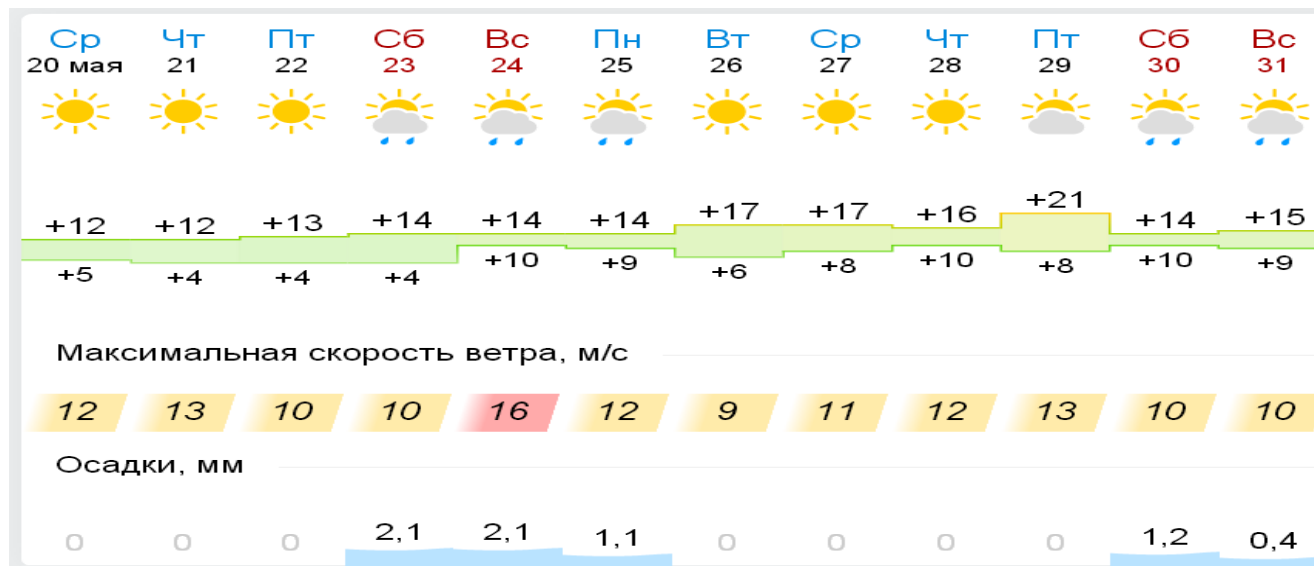 Ср Чт Пт Сб Вс Пн Вт Ср Чт Пт Сб Вс
20 мая 21 22 23 24 25 26 27 28 29 30 31
+12 +12 +13 +14 +14 +14 +17 +17 +16 +21 +14 +15
+5 +4 +4 +4 +10 +9 +6 +8 +10 +8 +10 +9
Максимальная скорость ветра, м/с
12 13 10 10 16 12 9 11 12 13 10 10
Осадки, мм
0 0 0 2,1 2,1 1,1 0 0 0 0 1,2 0,4